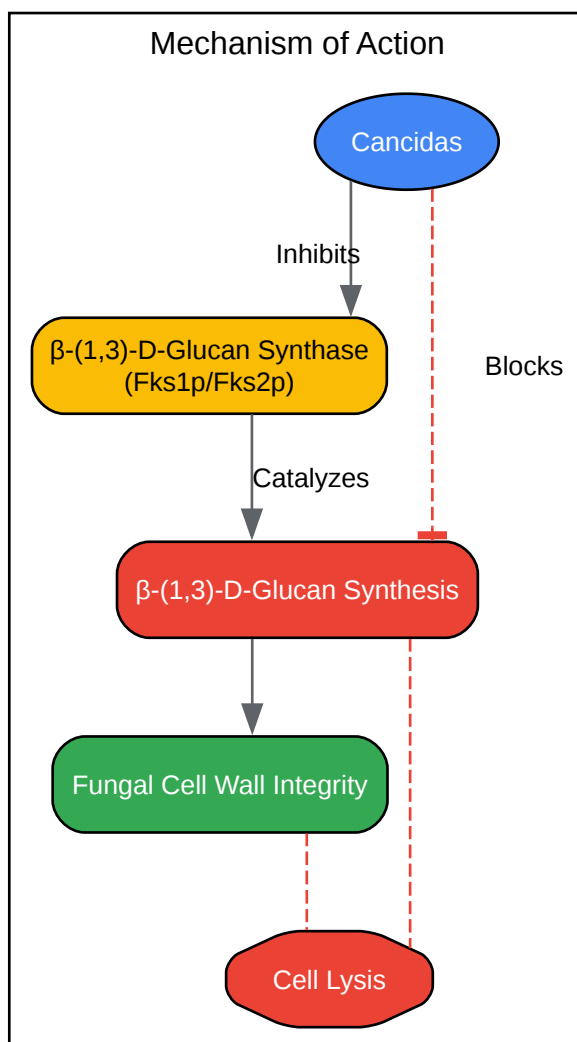 Mechanism of Action
Cancidas
Inhibits
β-(1,3)-D-Glucan Synthase
(Fks1p/Fks2p)
Blocks
Catalyzes
β-(1,3)-D-Glucan Synthesis
Fungal Cell Wall Integrity
Cell Lysis